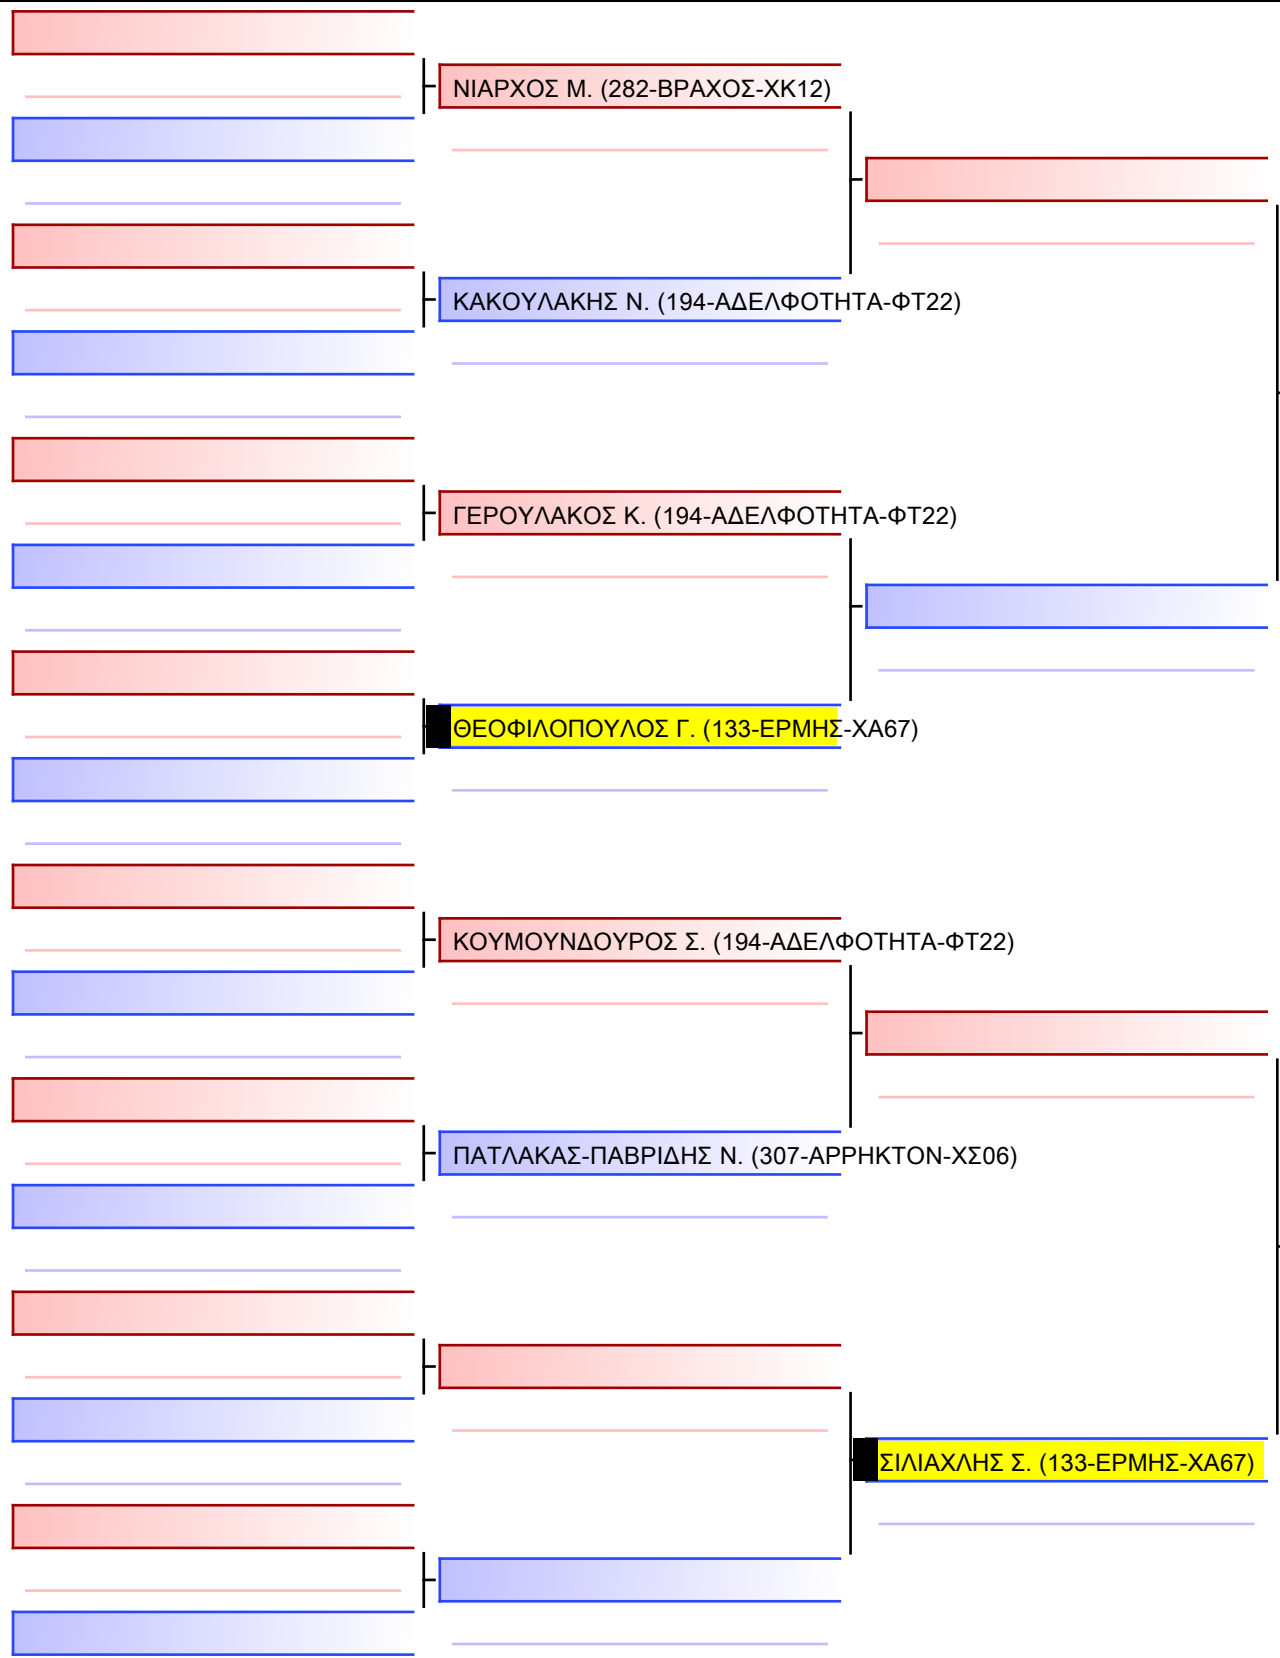 ΝΙΑΡΧΟΣ Μ. (282-ΒΡΑΧΟΣ-ΧΚ12)
ΚΑΚΟΥΛΑΚΗΣ Ν. (194-ΑΔΕΛΦΟΤΗΤΑ-ΦΤ22)
ΓΕΡΟΥΛΑΚΟΣ Κ. (194-ΑΔΕΛΦΟΤΗΤΑ-ΦΤ22)
ΘΕΟΦΙΛΟΠΟΥΛΟΣ Γ. (133-ΕΡΜΗΣ-ΧΑ67)
ΚΟΥΜΟΥΝΔΟΥΡΟΣ Σ. (194-ΑΔΕΛΦΟΤΗΤΑ-ΦΤ22)
ΠΑΤΛΑΚΑΣ-ΠΑΒΡΙΔΗΣ Ν. (307-ΑΡΡΗΚΤΟΝ-ΧΣ06)
ΣΙΛΙΑΧΛΗΣ Σ. (133-ΕΡΜΗΣ-ΧΑ67)